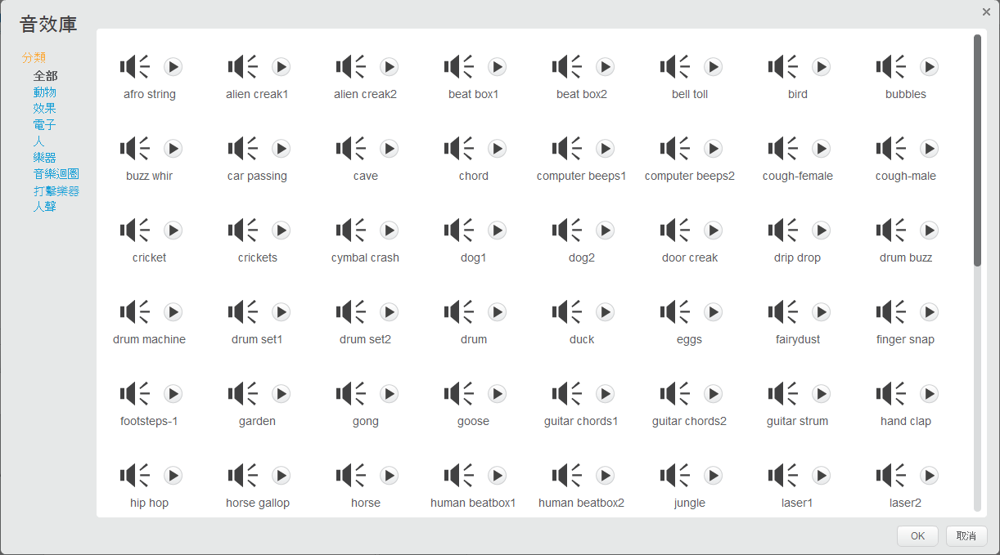 音效庫
分類
全部
動物
效果
電子
人
樂器
音樂迴圈
打擊樂器
人聲
afro string alien creak1 alien creak2 beat box1 beat box2 bell toll bird bubbles
buzz whir car passing cave chord computer beeps1 computer beeps2 cough-female cough-male
cricket crickets cymbal crash dog1 dog2 door creak drip drop drum buzz
drum machine drum set1 drum set2 drum duck eggs fairydust finger snap
footsteps-1 garden gong goose guitar chords1 guitar chords2 guitar strum hand clap
hip hop horse gallop horse human beatbox1 human beatbox2 jungle laser1 laser2
OK 取消